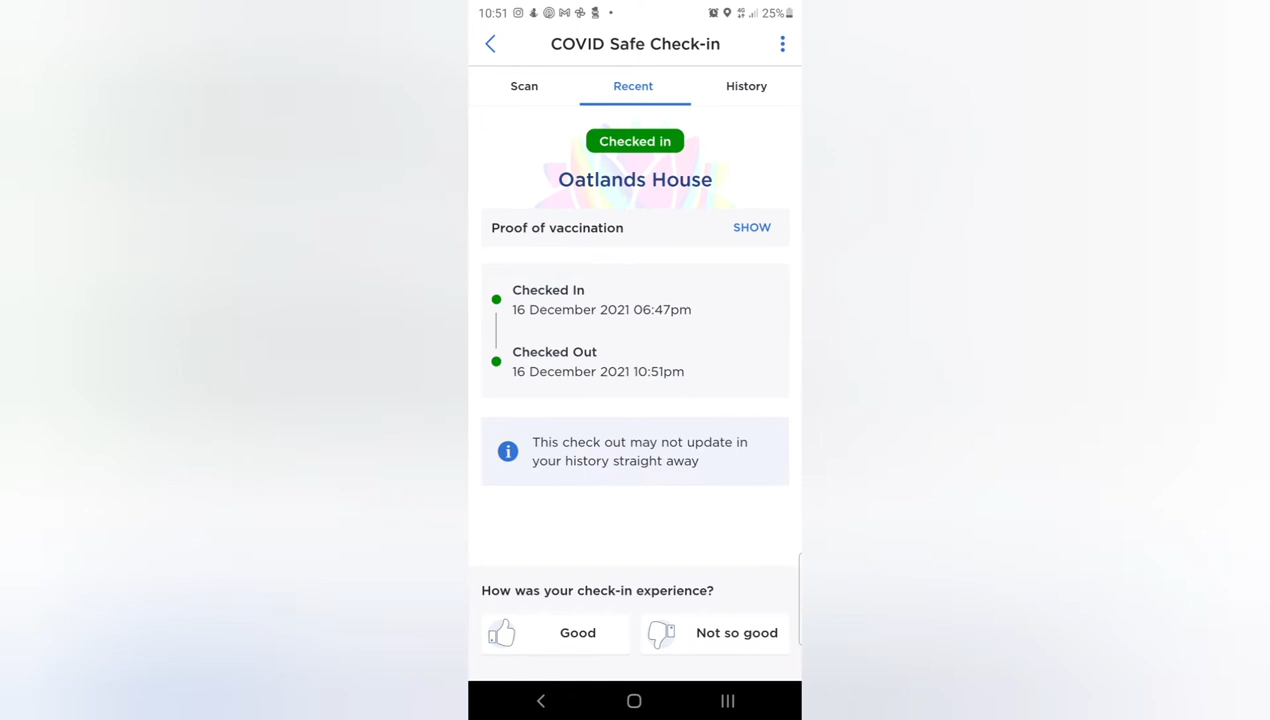 10:51 25%
COVID Safe Check-in
Scan Recent History
Checked in
Oatlands House
Proof of vaccination SHOW
Checked In
16 December 2021 06:47pm
Checked Out
16 December 2021 10:51pm
This check out may not update in
your history straight away
How was your check-in experience?
Good Not so good